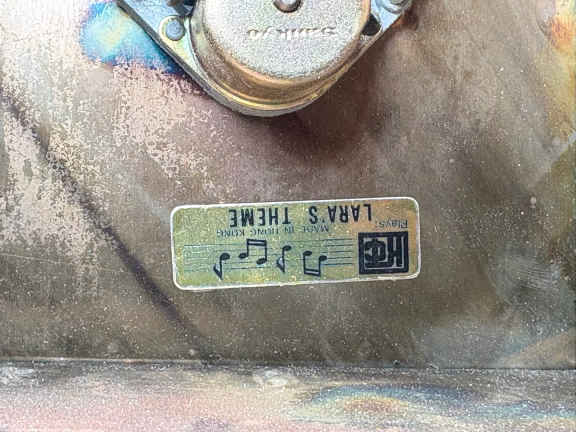 Sankyo
Plays:
LARA'S THEME
MADE IN HONG KONG